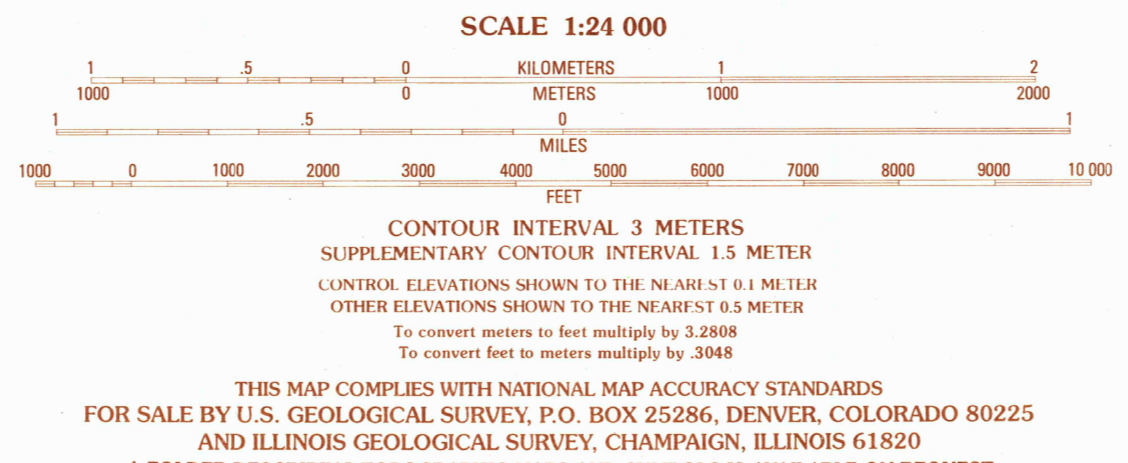 SCALE 1:24 000
1 .5 0 KILOMETERS 1 2
1000 0 METERS 1000 2000
1 .5 0 1
MILES
1000 0 1000 2000 3000 4000 5000 6000 7000 8000 9000 10 000
FEET
CONTOUR INTERVAL 3 METERS
SUPPLEMENTARY CONTOUR INTERVAL 1.5 METER
CONTROL ELEVATIONS SHOWN TO THE NEAREST 0.1 METER
OTHER ELEVATIONS SHOWN TO THE NEAREST 0.5 METER
To convert meters to feet multiply by 3.2808
To convert feet to meters multiply by .3048
THIS MAP COMPLIES WITH NATIONAL MAP ACCURACY STANDARDS
FOR SALE BY U.S. GEOLOGICAL SURVEY, P.O. BOX 25286, DENVER, COLORADO 80225
AND ILLINOIS GEOLOGICAL SURVEY, CHAMPAIGN, ILLINOIS 61820